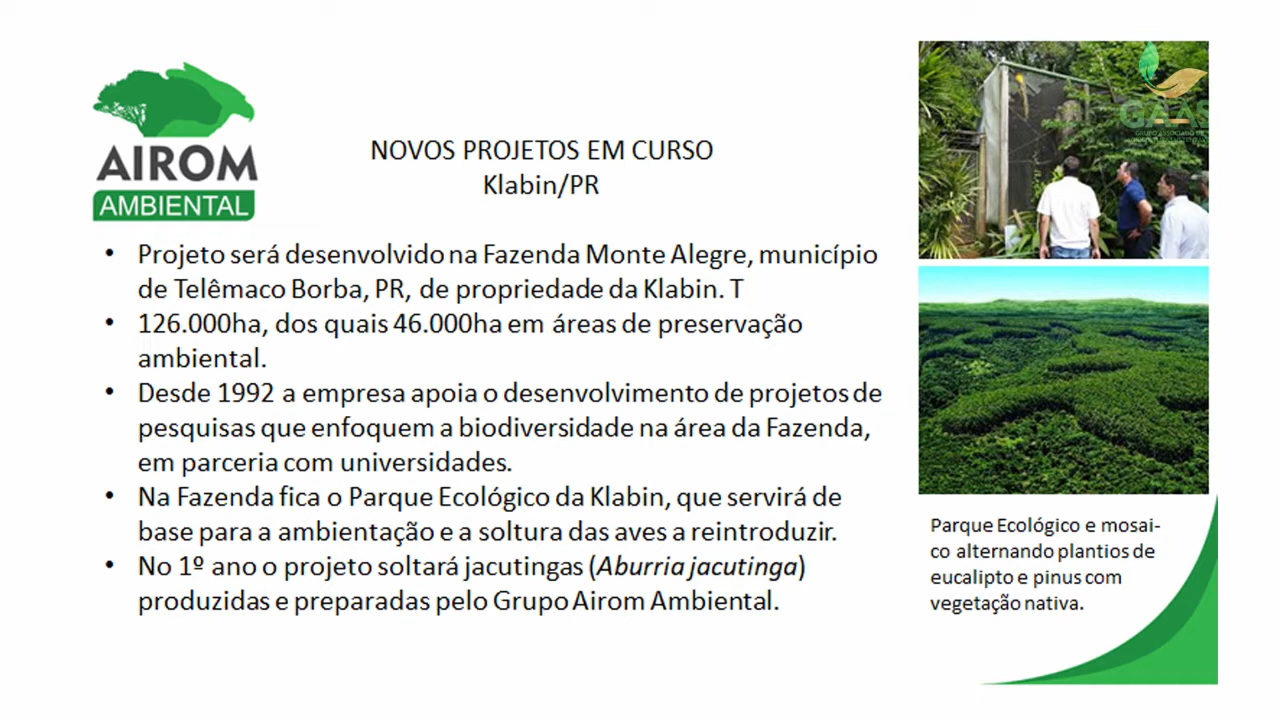 AIROM
AMBIENTAL
NOVOS PROJETOS EM CURSO
Klabin/PR
• Projeto será desenvolvido na Fazenda Monte Alegre, município
de Telêmaco Borba, PR, de propriedade da Klabin. T
• 126.000ha, dos quais 46.000ha em áreas de preservação
ambiental.
• Desde 1992 a empresa apoia o desenvolvimento de projetos de
pesquisas que enfoquem a biodiversidade na área da Fazenda,
em parceria com universidades.
• Na Fazenda fica o Parque Ecológico da Klabin, que servirá de
base para a ambientação e a soltura das aves a reintroduzir.
• No 1º ano o projeto soltará jacutingas (Aburria jacutinga)
produzidas e preparadas pelo Grupo Airom Ambiental.
GAAS
Parque Ecológico e mosai-
co alternando plantios de
eucalipto e pinus com
vegetação nativa.